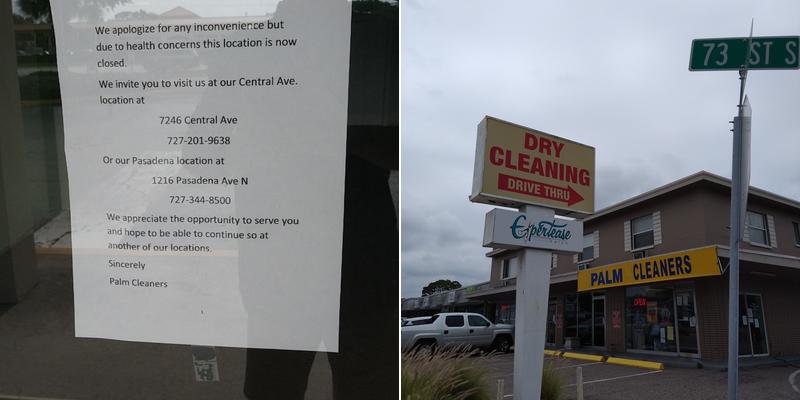 We apologize for any inconvenience but
due to health concerns this location is now
closed.
We invite you to visit us at our Central Ave.
location at
7246 Central Ave
727-201-9638
Or our Pasadena location at
1216 Pasadena Ave N
727-344-8500
We appreciate the opportunity to serve you
and hope to be able to continue so at
another of our locations.
Sincerely
Palm Cleaners
73 ST S
DRY
CLEANING
DRIVE THRU
Expertease
PALM CLEANERS
OPEN